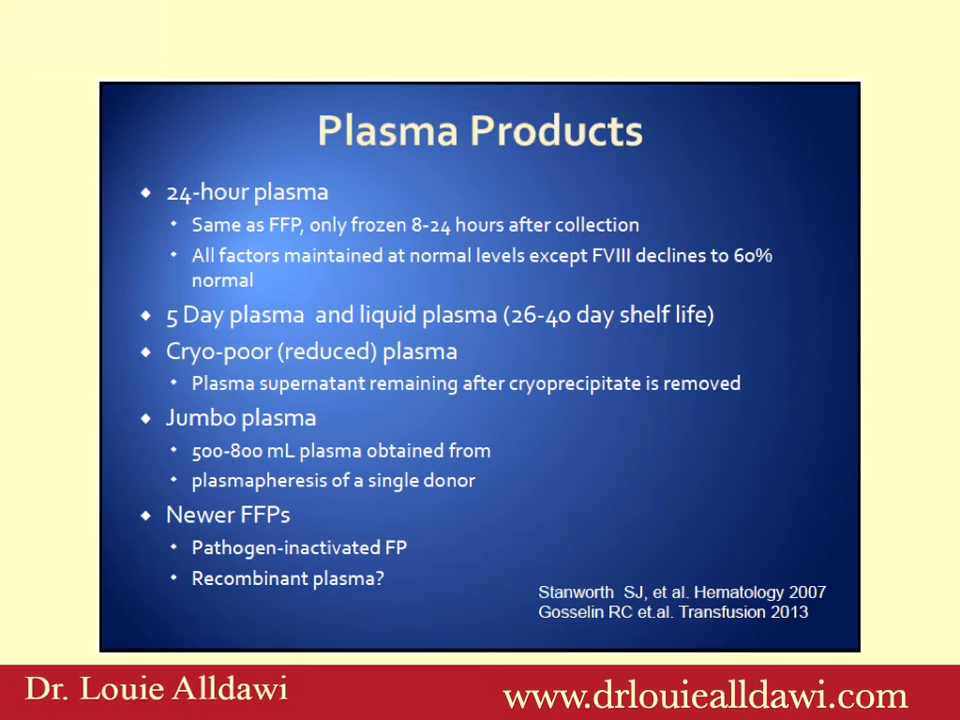 Plasma Products
24-hour plasma
Same as FFP, only frozen 8-24 hours after collection
All factors maintained at normal levels except FVIII declines to 60%
normal
5 Day plasma and liquid plasma (26-40 day shelf life)
Cryo-poor (reduced) plasma
Plasma supernatant remaining after cryoprecipitate is removed
Jumbo plasma
500-800 mL plasma obtained from
plasmapheresis of a single donor
Newer FFPs
Pathogen-inactivated FP
Recombinant plasma?
Stanworth SJ, et al. Hematology 2007
Gosselin RC et.al. Transfusion 2013
Dr. Louie Alldawi
www.drlouiealldawi.com